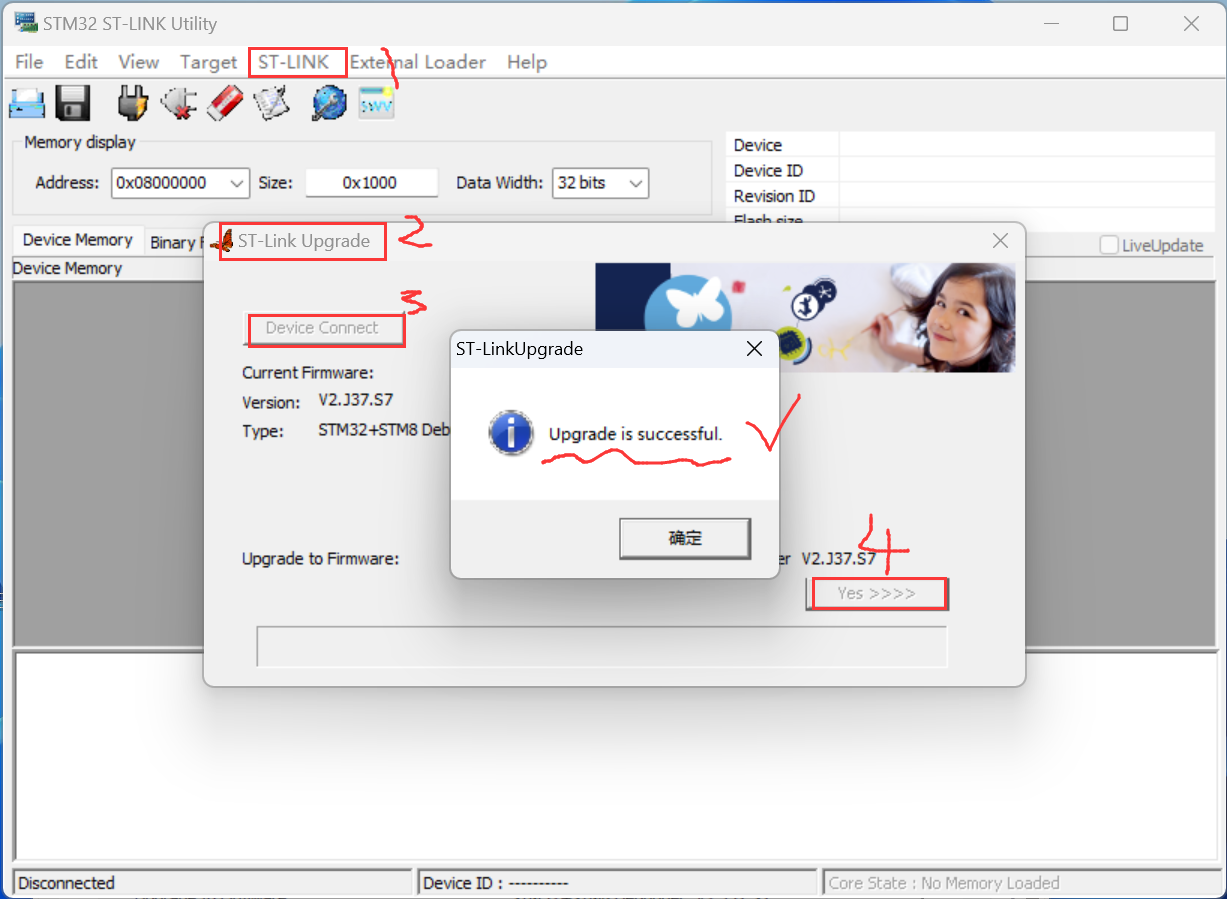 STM32 ST-LINK Utility
File Edit View Target ST-LINK External Loader Help
1
SWV
Memory display
Address: 0x08000000 Size: 0x1000 Data Width: 32 bits
Device
Device ID
Revision ID
Flash size
Device Memory Binary
LiveUpdate
Device Memory
ST-Link Upgrade 2
3
Device Connect
Current Firmware:
Version: V2.J37.S7
Type: STM32+STM8 Deb
ST-LinkUpgrade
Upgrade is successful.
确定
4
Upgrade to Firmware: er V2.J37.S7
Yes >>>>
Disconnected
Device ID : ----------
Core State : No Memory Loaded